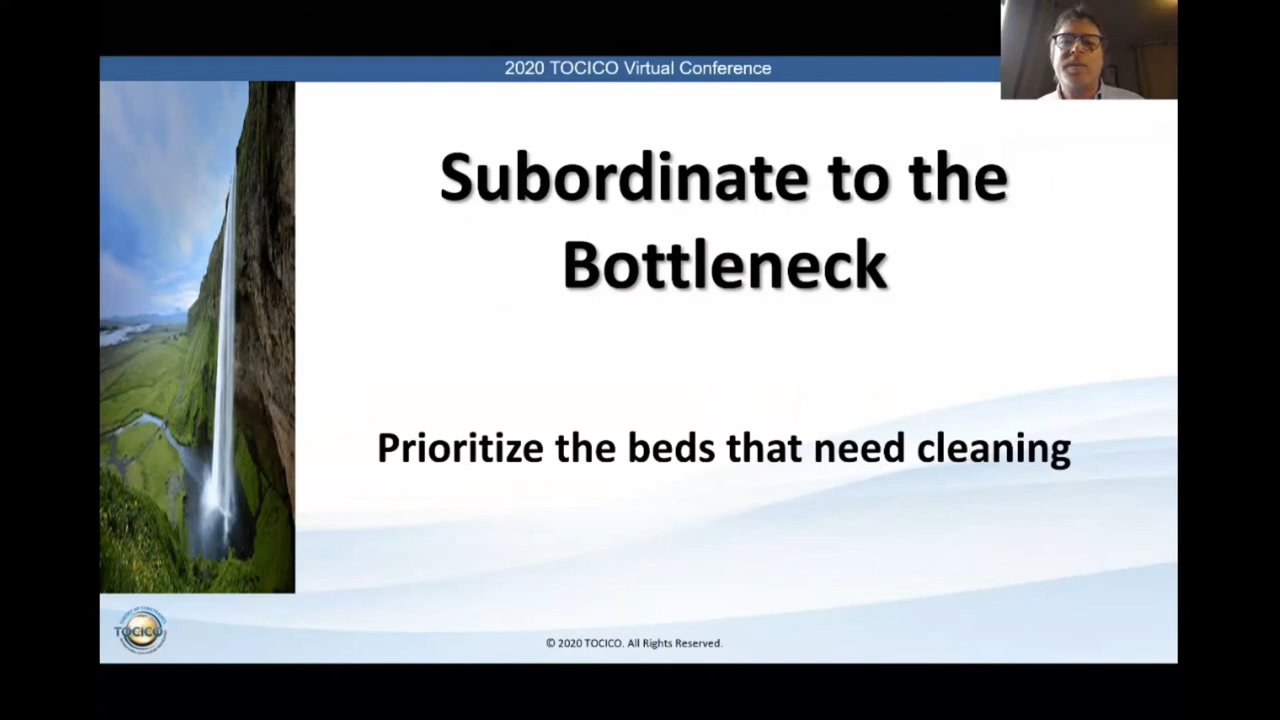 2020 TOCICO Virtual Conference
Subordinate to the
Bottleneck
Prioritize the beds that need cleaning
TOCICO
© 2020 TOCICO. All Rights Reserved.